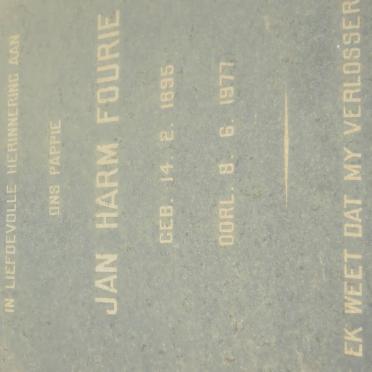 IN LIEFDEVOLLE HERINNERING AAN
ONS PAPPIE
JAN HARM FOURIE
GEB. 14. 2. 1895
OORL. 8. 6. 1977
EK WEET DAT MY VERLOSSER